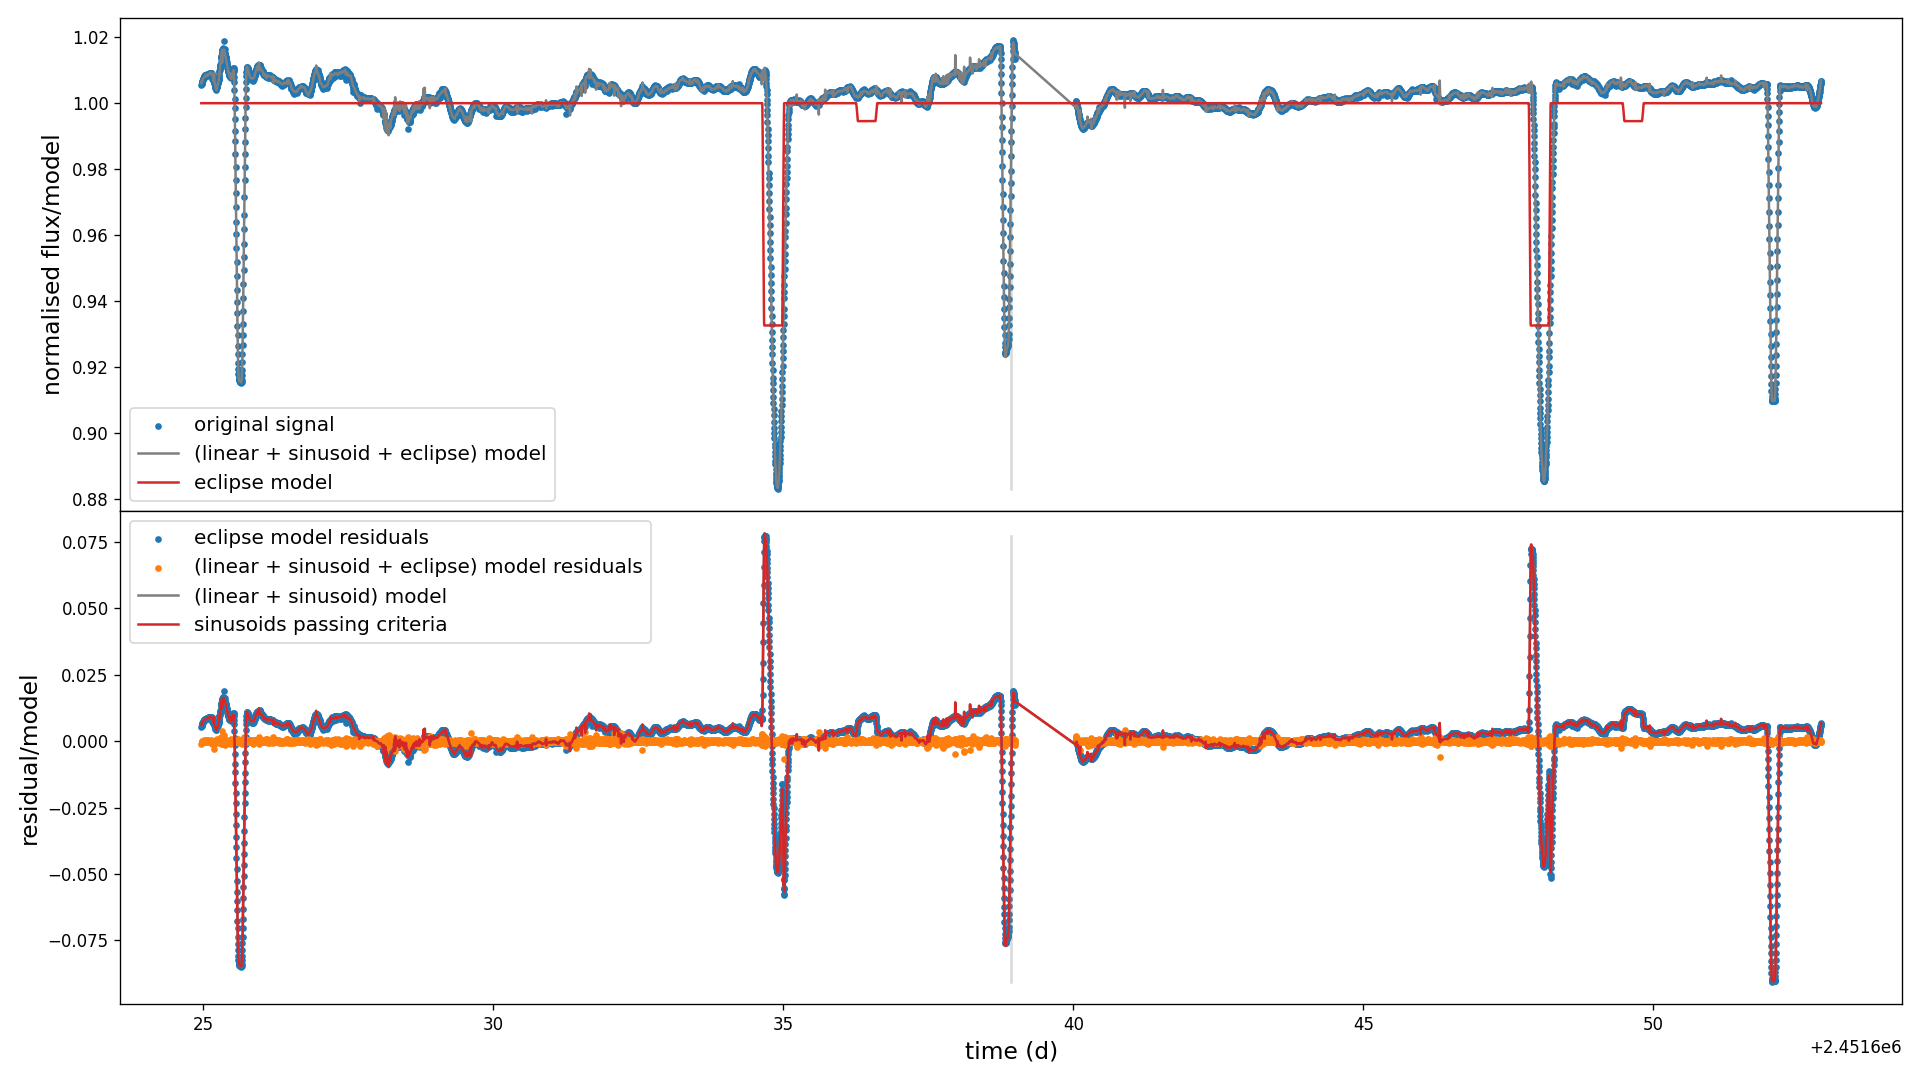 1.02
1.00
0.98
0.96
0.94
0.92
0.90
0.88
normalised flux/model
original signal
(linear + sinusoid + eclipse) model
eclipse model
0.075
0.050
0.025
0.000
−0.025
−0.050
−0.075
residual/model
eclipse model residuals
(linear + sinusoid + eclipse) model residuals
(linear + sinusoid) model
sinusoids passing criteria
25 30 35 40 45 50
time (d)
+2.4516e6